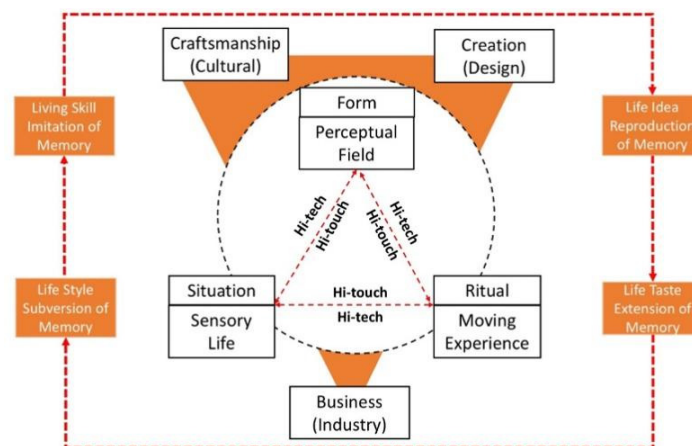 Craftsmanship
(Cultural)
Creation
(Design)
Form
Perceptual
Field
Living Skill
Imitation of
Memory
Life Idea
Reproduction
of Memory
Hi-tech
Hi-touch
Hi-tech
Hi-touch
Life Style
Subversion of
Memory
Situation
Sensory
Life
Hi-touch
Hi-tech
Ritual
Moving
Experience
Life Taste
Extension of
Memory
Business
(Industry)